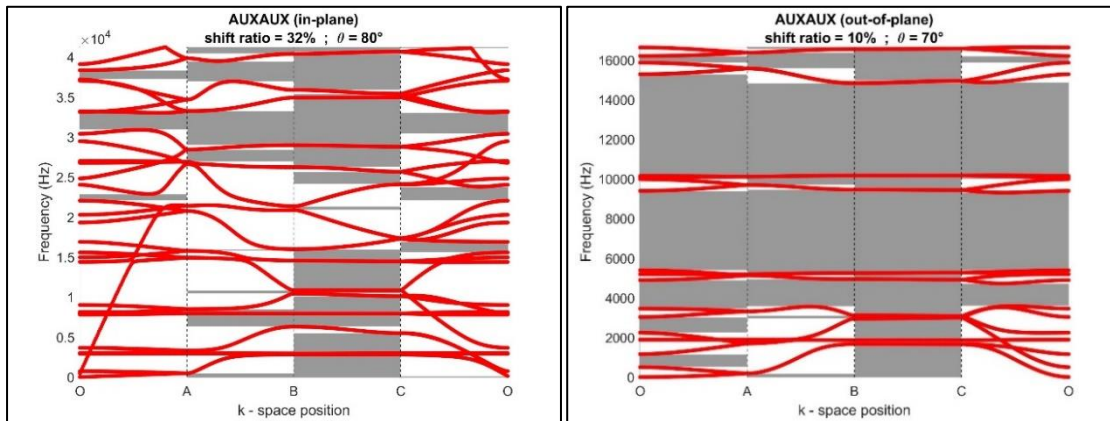 AUXAUX (in-plane)
shift ratio = 32% ; θ = 80°
×10⁴
Frequency (Hz)
4
3.5
3
2.5
2
1.5
1
0.5
0
O A B C O
k - space position
AUXAUX (out-of-plane)
shift ratio = 10% ; θ = 70°
Frequency (Hz)
16000
14000
12000
10000
8000
6000
4000
2000
0
O A B C O
k - space position